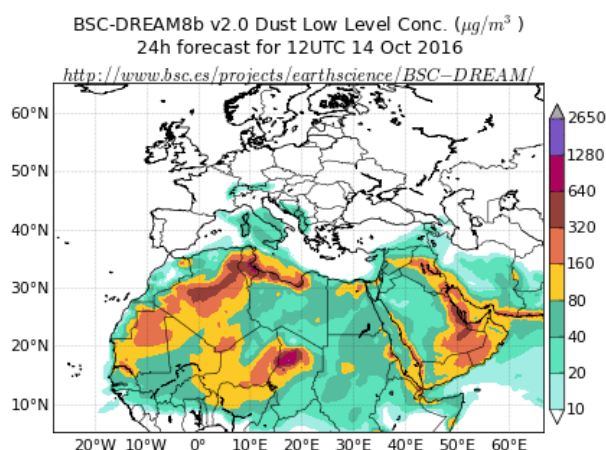 BSC-DREAM8b v2.0 Dust Low Level Conc. (μg/m³ )
24h forecast for 12UTC 14 Oct 2016
http://www.bsc.es/projects/earthscience/BSC−DREAM/
60°N
50°N
40°N
30°N
20°N
10°N
20°W 10°W 0° 10°E 20°E 30°E 40°E 50°E 60°E
2650
1280
640
320
160
80
40
20
10